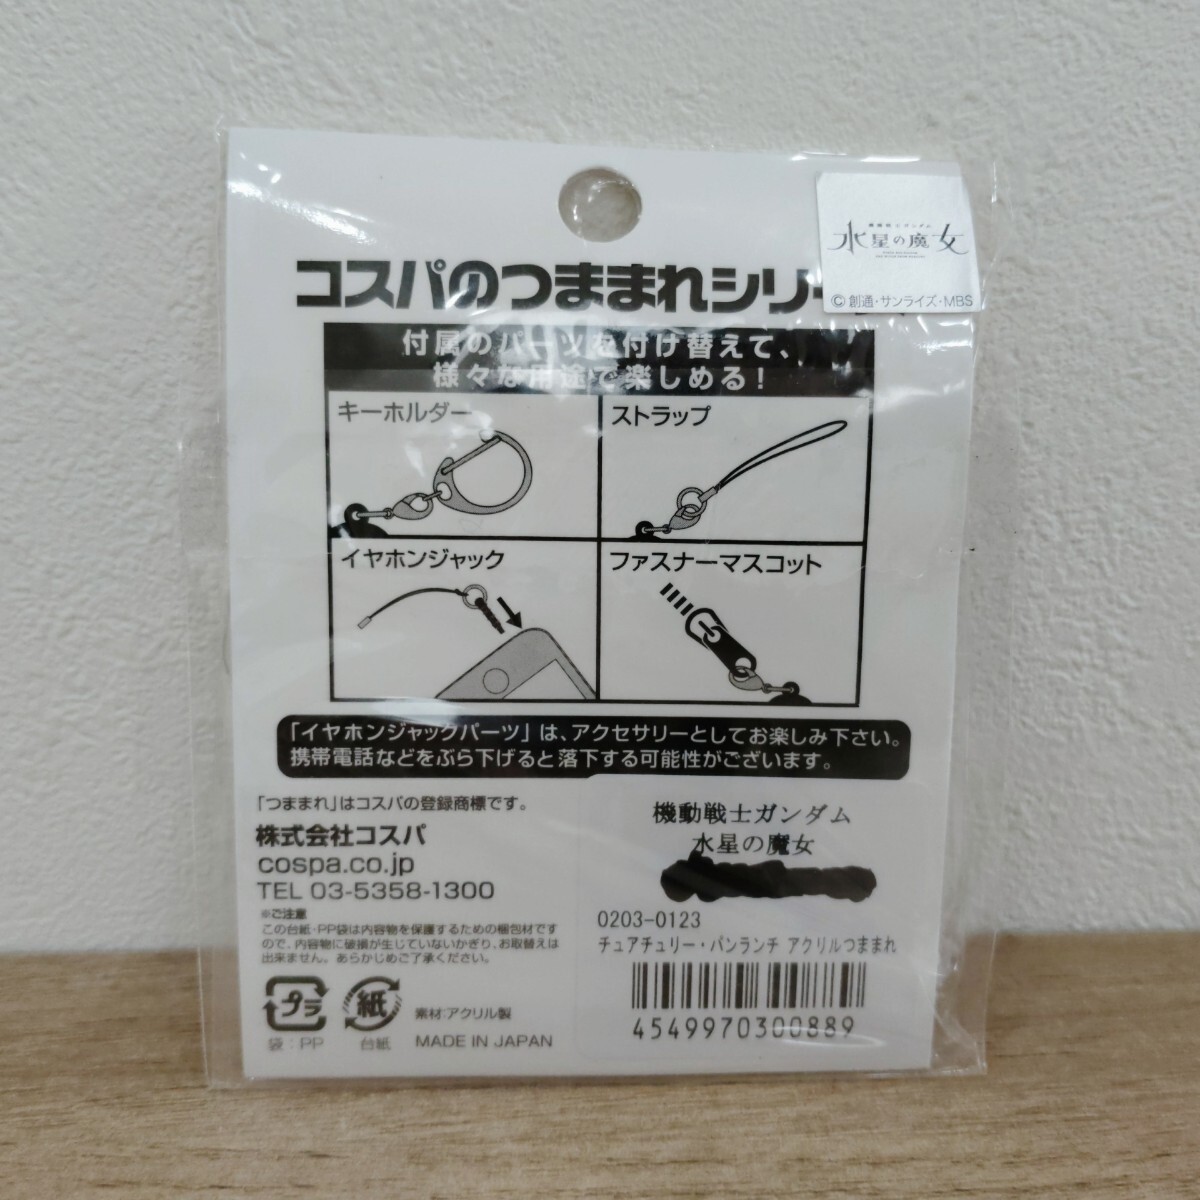 機動戦士ガンダム
水星の魔女
©創通・サンライズ・MBS
コスパのつままれシリー
付属のパーツを付け替えて、
様々な用途で楽しめる！
キーホルダー
ストラップ
イヤホンジャック
ファスナーマスコット
「イヤホンジャックパーツ」は、アクセサリーとしてお楽しみ下さい。
携帯電話などをぶら下げると落下する可能性がございます。
「つままれ」はコスパの登録商標です。
株式会社コスパ
cospa.co.jp
TEL 03-5358-1300
※ご注意
この台紙・PP袋は内容物を保護するための梱包材ですので、内容物に破損が生じていないかぎり、お取替えは
出来ません。あらかじめご了承ください。
プラ
袋：PP
紙
台紙
素材：アクリル製
MADE IN JAPAN
機動戦士ガンダム
水星の魔女
0203-0123
チュアチュリー・パンランチ アクリルつままれ
4549970300889